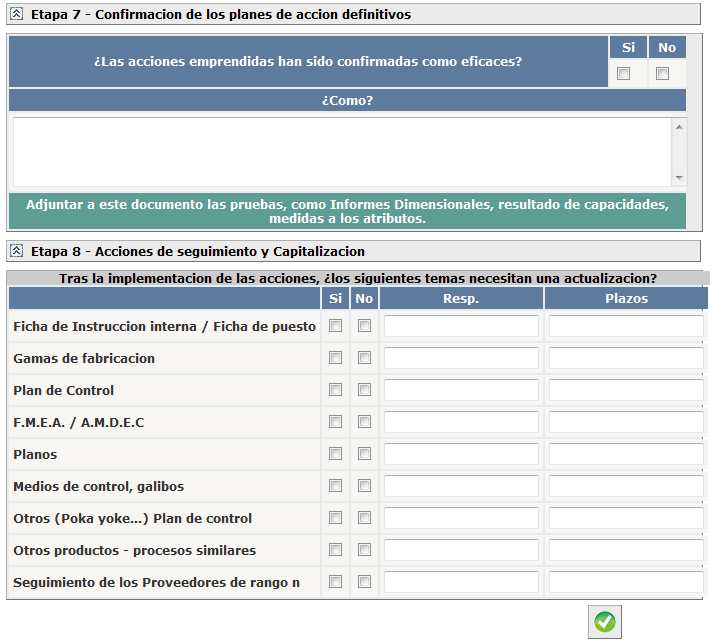 Etapa 7 - Confirmacion de los planes de accion definitivos
¿Las acciones emprendidas han sido confirmadas como eficaces?
Si No
¿Como?
Adjuntar a este documento las pruebas, como Informes Dimensionales, resultado de capacidades,
medidas a los atributos.
Etapa 8 - Acciones de seguimiento y Capitalizacion
Tras la implementacion de las acciones, ¿los siguientes temas necesitan una actualizacion?
Si No Resp. Plazos
Ficha de Instruccion interna / Ficha de puesto
Gamas de fabricacion
Plan de Control
F.M.E.A. / A.M.D.E.C
Planos
Medios de control, galibos
Otros (Poka yoke...) Plan de control
Otros productos - procesos similares
Seguimiento de los Proveedores de rango n